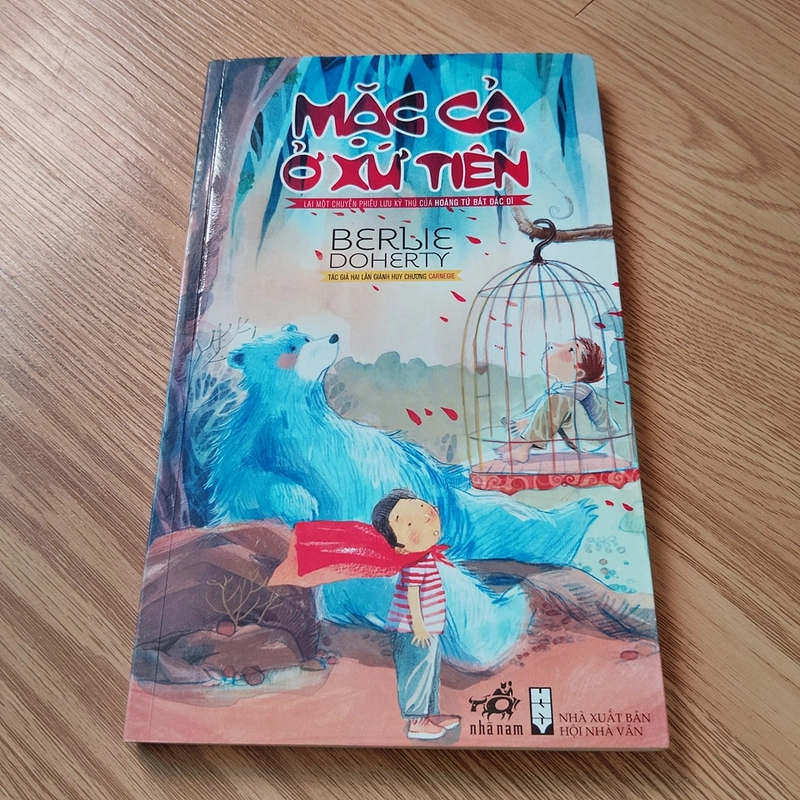 MẶC CẢ
Ở XỨ TIÊN
LẠI MỘT CHUYẾN PHIÊU LƯU KỲ THÚ CỦA HOÀNG TỬ BẤT ĐẮC DĨ
BERLIE
DOHERTY
TÁC GIẢ HAI LẦN GIÀNH HUY CHƯƠNG CARNEGIE
nhã nam
HNV
NHÀ XUẤT BẢN
HỘI NHÀ VĂN